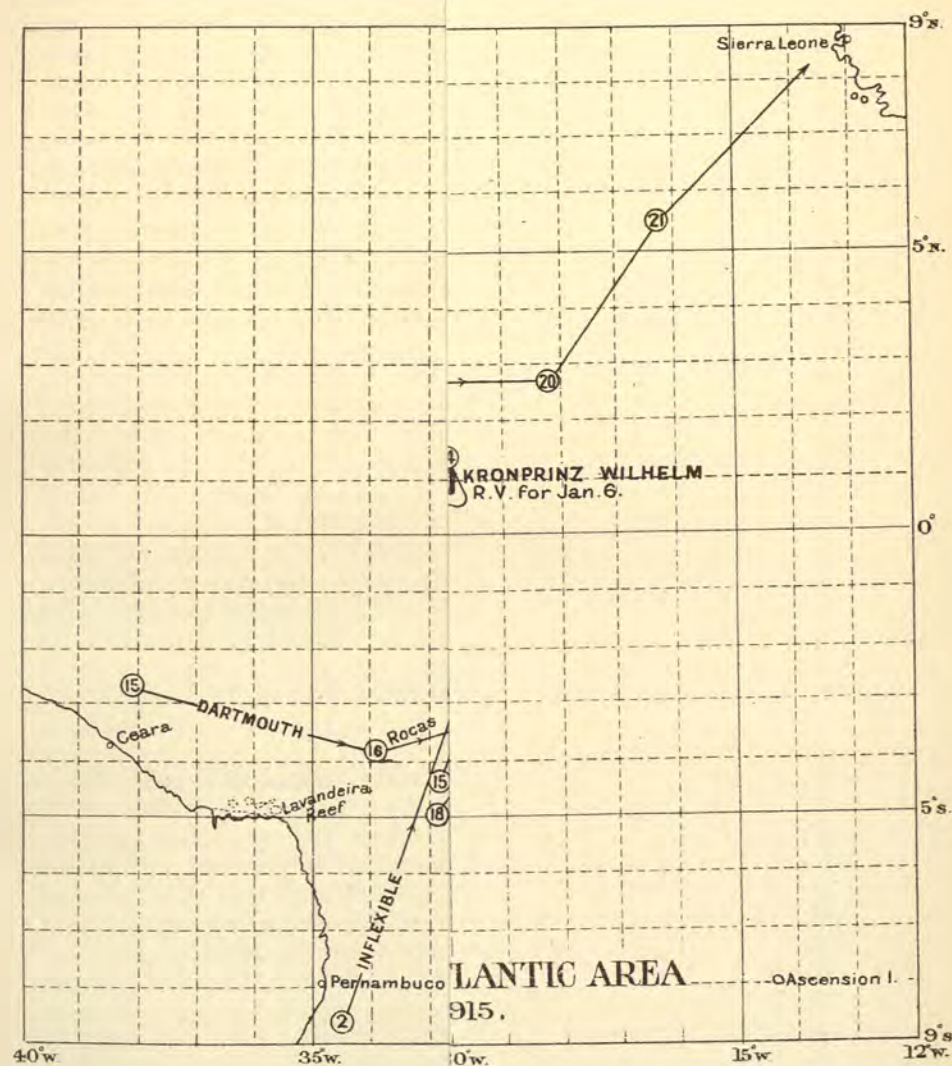 9°N.
Sierra Leone
21
5°N.
20
4
KRONPRINZ WILHELM
R.V. for Jan. 6.
0°
15
DARTMOUTH
16
Rocas
Ceara
15
Lavandeira
Reef
18
5°S.
INFLEXIBLE
Pernambuco
LANTIC AREA
Ascension I.
2
915.
9°S
40°W.
35°W.
0°W.
15°W.
12°W.